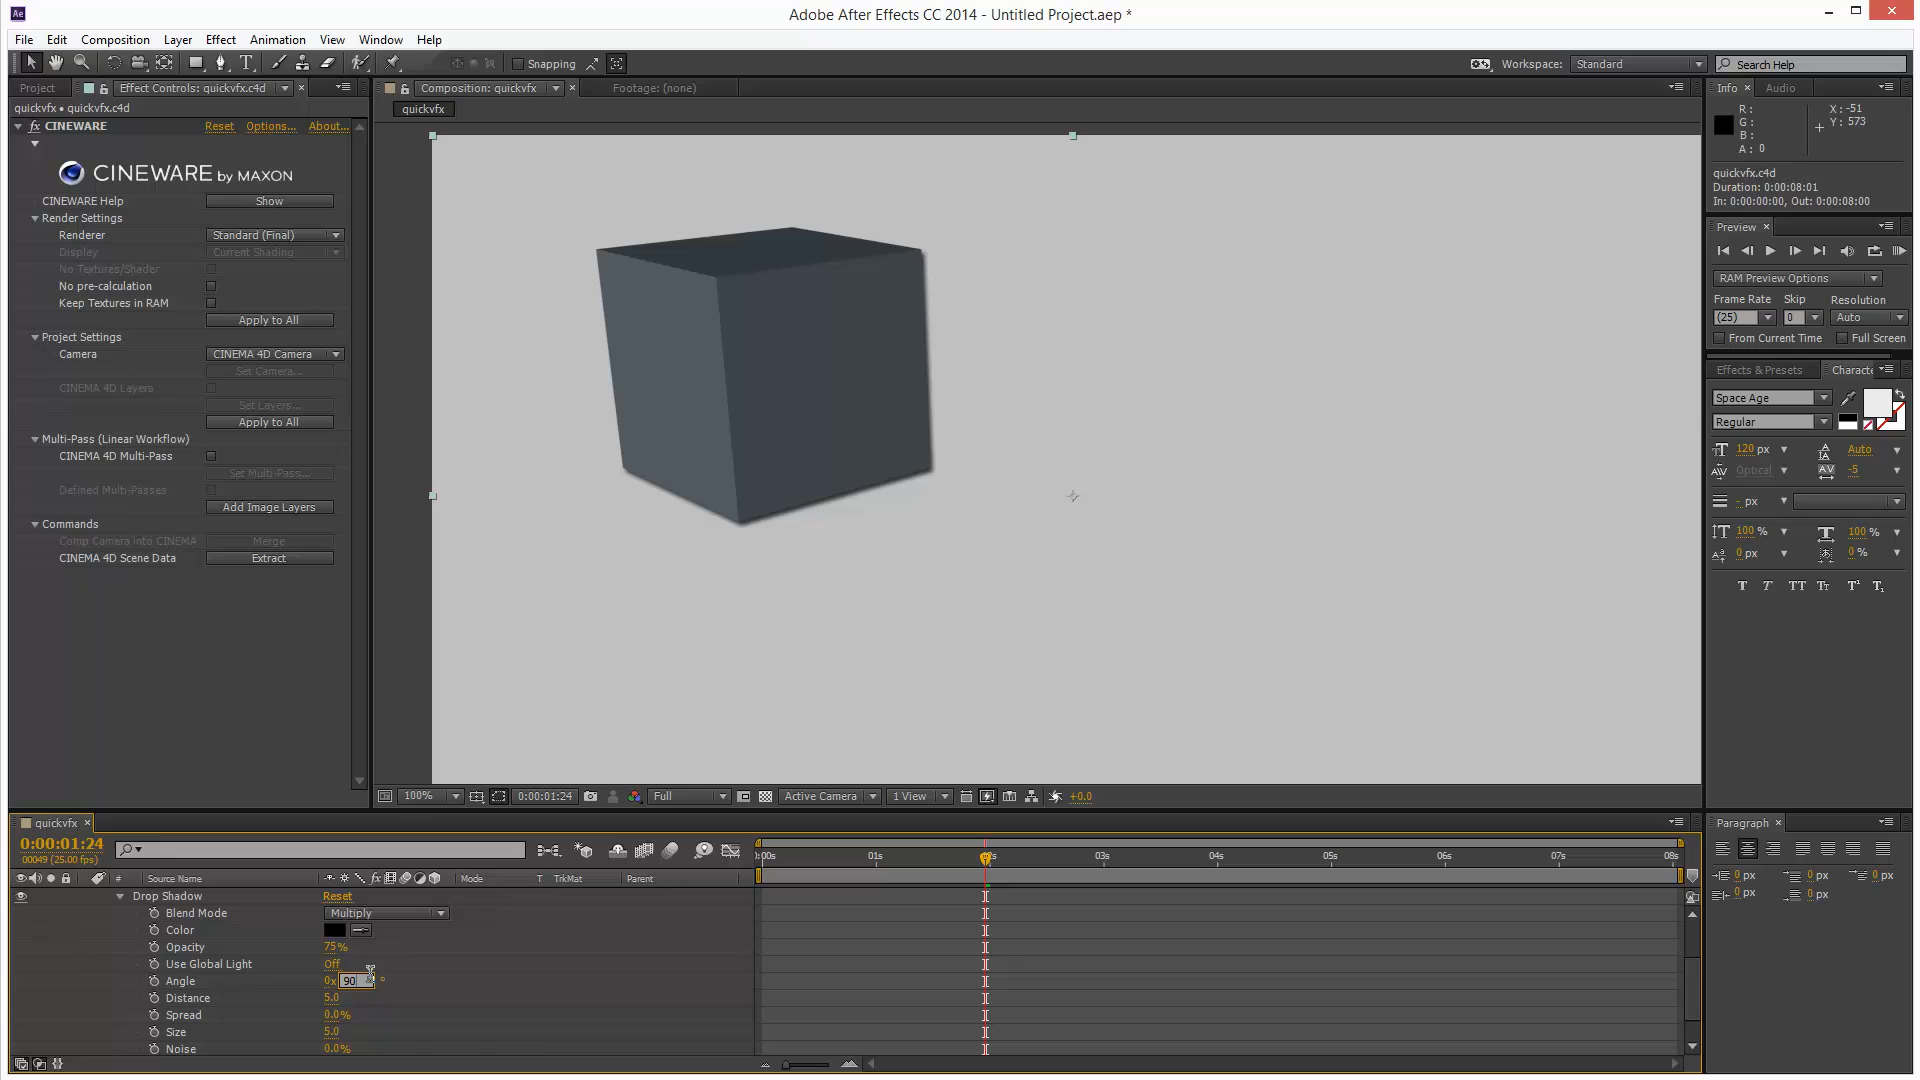 Ae
Adobe After Effects CC 2014 - Untitled Project.aep *
File Edit Composition Layer Effect Animation View Window Help
Snapping
Workspace: Standard
Search Help
Project
Effect Controls: quickvfx.c4d
Composition: quickvfx
Footage: (none)
Info
Audio
quickvfx • quickvfx.c4d
quickvfx
fx CINEWARE Reset Options... About...
CINEWARE by MAXON
CINEWARE Help Show
Render Settings
Renderer Standard (Final)
Display Current Shading
No Textures/Shader
No pre-calculation
Keep Textures in RAM
Apply to All
Project Settings
Camera CINEMA 4D Camera
Set Camera...
CINEMA 4D Layers
Set Layers...
Apply to All
Multi-Pass (Linear Workflow)
CINEMA 4D Multi-Pass
Set Multi-Pass...
Defined Multi-Passes
Add Image Layers
Commands
Comp Camera into CINEMA Merge
CINEMA 4D Scene Data Extract
R :
G :
B :
A : 0
X : -51
Y : 573
quickvfx.c4d
Duration: 0:00:08:01
In: 0:00:00:00, Out: 0:00:08:00
Preview
RAM Preview Options
Frame Rate Skip Resolution
(25) 0 Auto
From Current Time Full Screen
Effects & Presets
Characte
Space Age
Regular
120 px Auto
Optical -5
- px
100 % 100 %
0 px 0 %
T T TT Tt T¹ T₁
100%
0:00:01:24
Full
Active Camera
1 View
+0.0
quickvfx
0:00:01:24
00049 (25.00 fps)
# Source Name Mode T TrkMat Parent
):00s 01s 02s 03s 04s 05s 06s 07s 08s
Drop Shadow Reset
Blend Mode Multiply
Color
Opacity 75%
Use Global Light Off
Angle 0x 90 °
Distance 5.0
Spread 0.0%
Size 5.0
Noise 0.0%
Paragraph
0 px 0 px 0 px
0 px 0 px